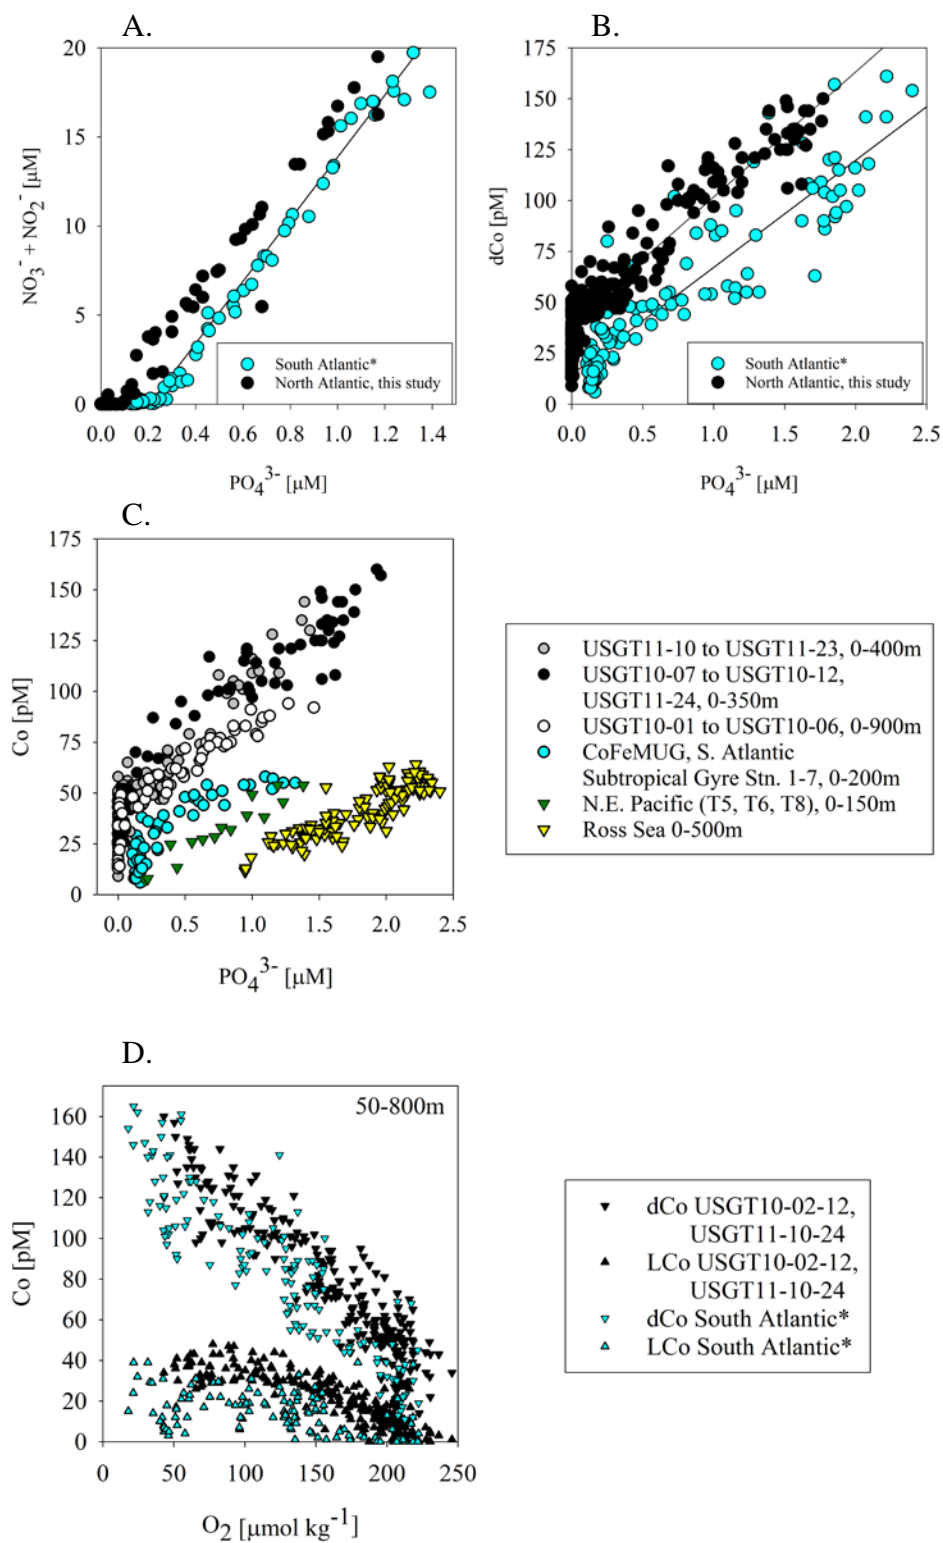 A.
20
15
10
5
0
NO3- + NO2- [µM]
South Atlantic*
North Atlantic, this study
0.0 0.2 0.4 0.6 0.8 1.0 1.2 1.4
PO4 3- [µM]
B.
175
150
125
100
75
50
25
0
dCo [pM]
South Atlantic*
North Atlantic, this study
0.0 0.5 1.0 1.5 2.0 2.5
PO4 3- [µM]
C.
175
150
125
100
75
50
25
0
Co [pM]
0.0 0.5 1.0 1.5 2.0 2.5
PO4 3- [µM]
USGT11-10 to USGT11-23, 0-400m
USGT10-07 to USGT10-12,
USGT11-24, 0-350m
USGT10-01 to USGT10-06, 0-900m
CoFeMUG, S. Atlantic
Subtropical Gyre Stn. 1-7, 0-200m
N.E. Pacific (T5, T6, T8), 0-150m
Ross Sea 0-500m
D.
50-800m
160
140
120
100
80
60
40
20
0
Co [pM]
0 50 100 150 200 250
O2 [µmol kg-1]
dCo USGT10-02-12,
USGT11-10-24
LCo USGT10-02-12,
USGT11-10-24
dCo South Atlantic*
LCo South Atlantic*